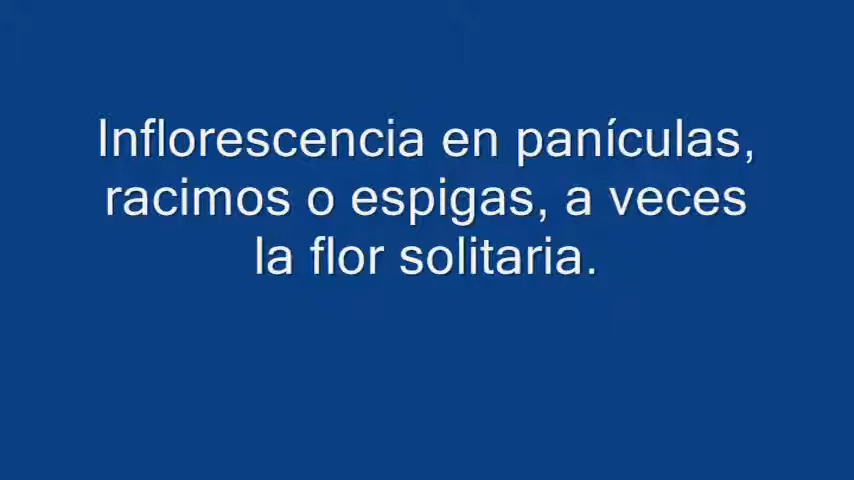 Inflorescencia en panículas,
racimos o espigas, a veces
la flor solitaria.